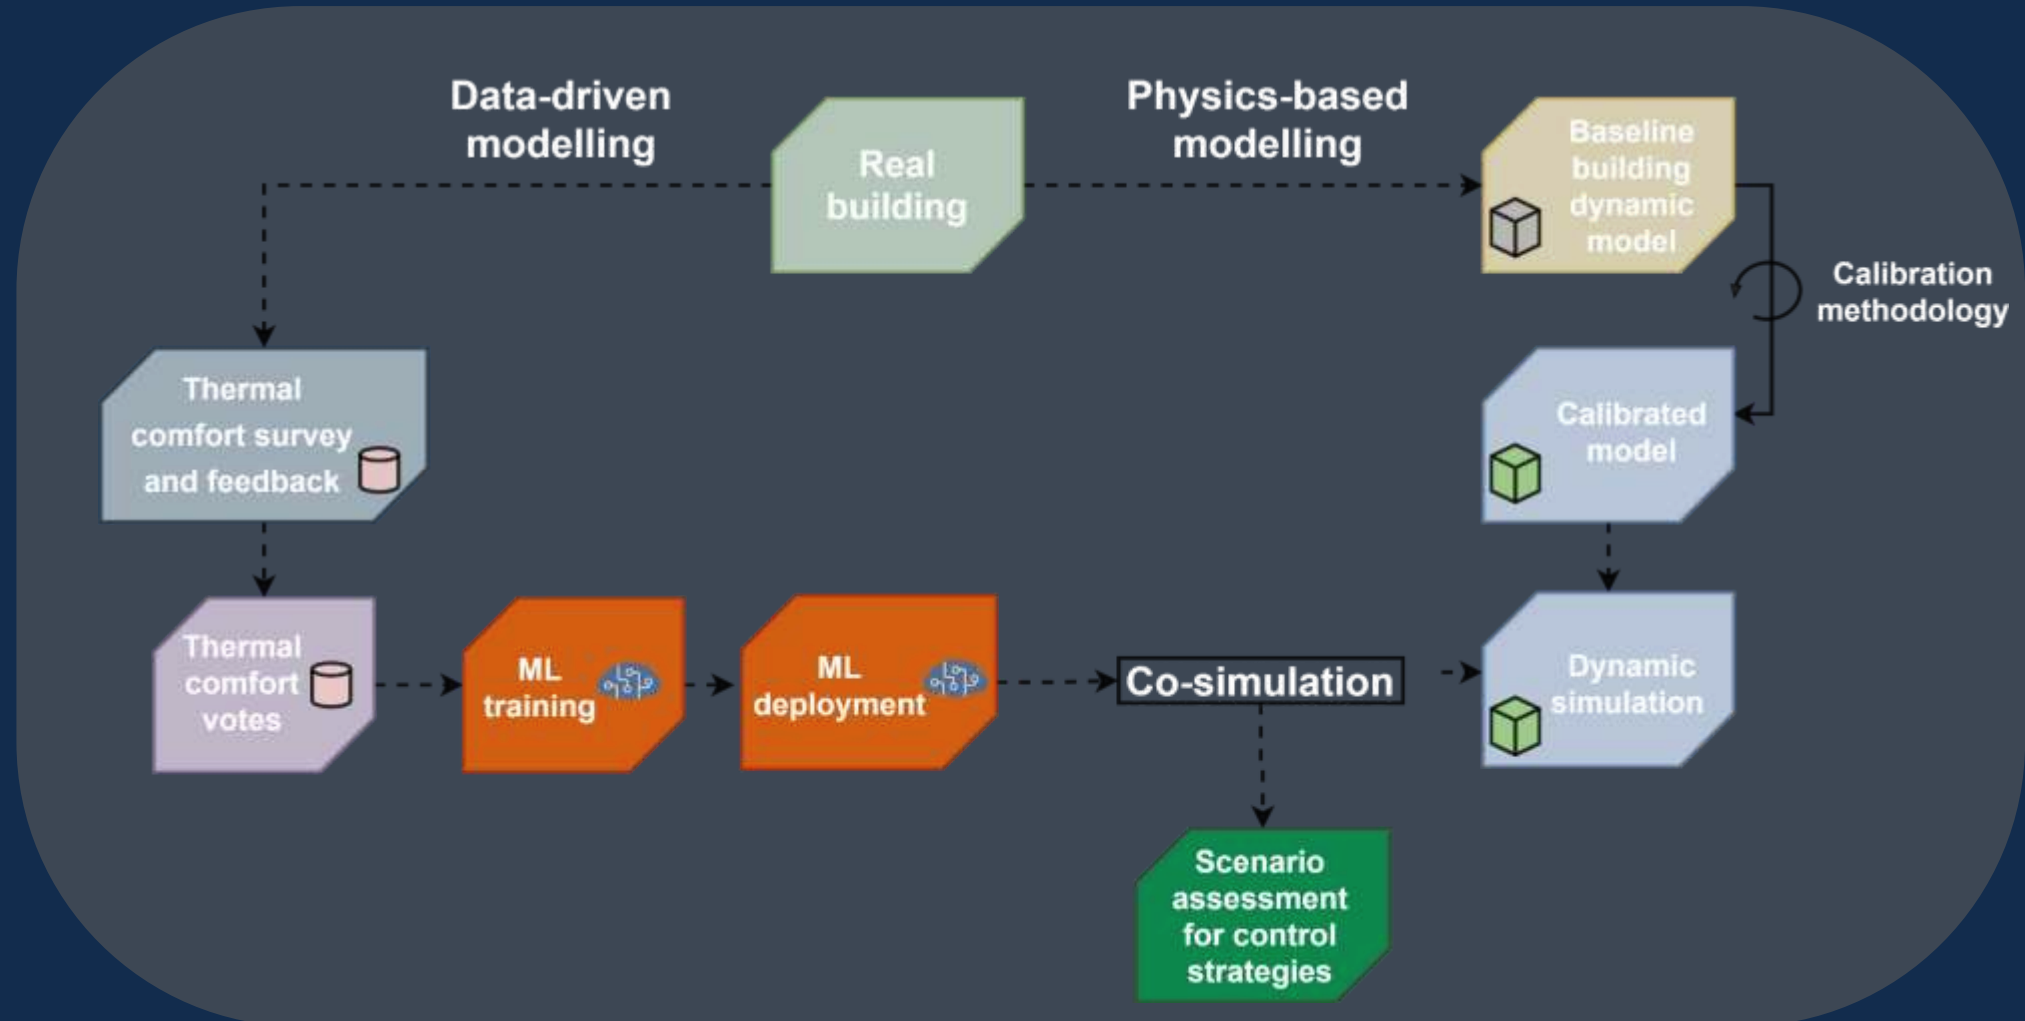 Data-driven
modelling
Real
building
Physics-based
modelling
Baseline
building
dynamic
model
Calibration
methodology
Thermal
comfort survey
and feedback
Calibrated
model
Thermal
comfort
votes
ML
training
ML
deployment
Co-simulation
Dynamic
simulation
Scenario
assessment
for control
strategies